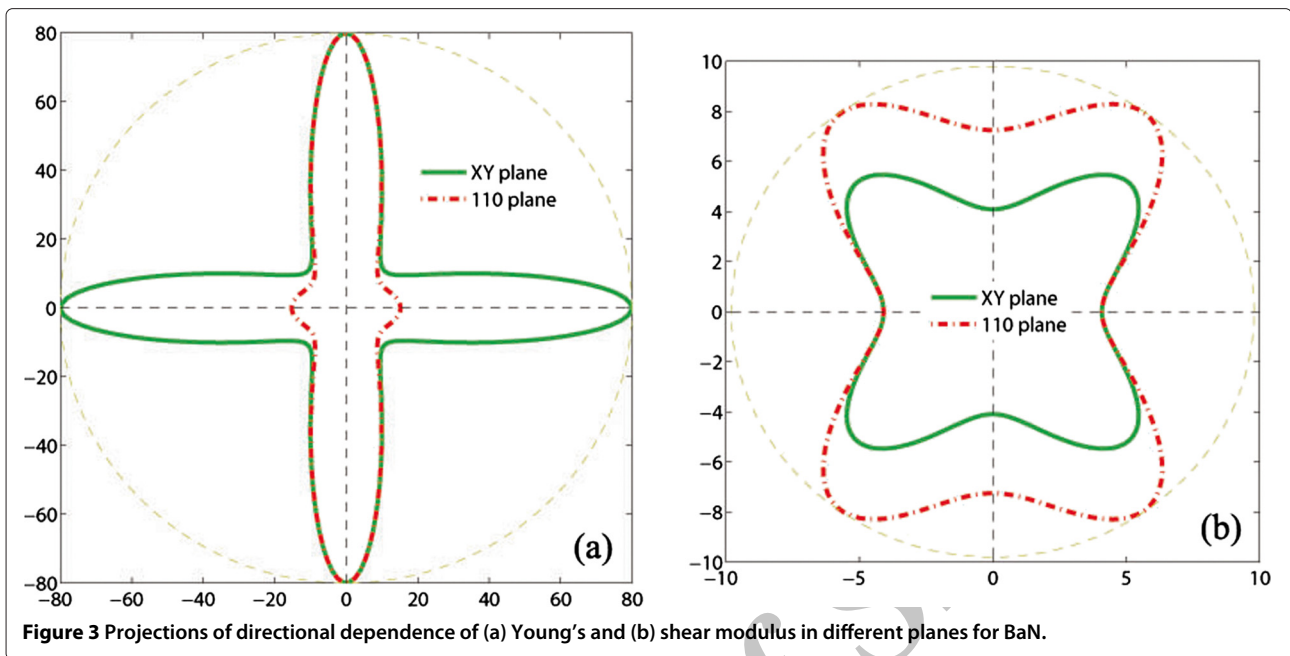 80
60
40
20
0
−20
−40
−60
−80
−80 −60 −40 −20 0 20 40 60 80
XY plane
110 plane
(a)
10
8
6
4
2
0
−2
−4
−6
−8
−10
−10 −5 0 5 10
XY plane
110 plane
(b)
Figure 3 Projections of directional dependence of (a) Young's and (b) shear modulus in different planes for BaN.